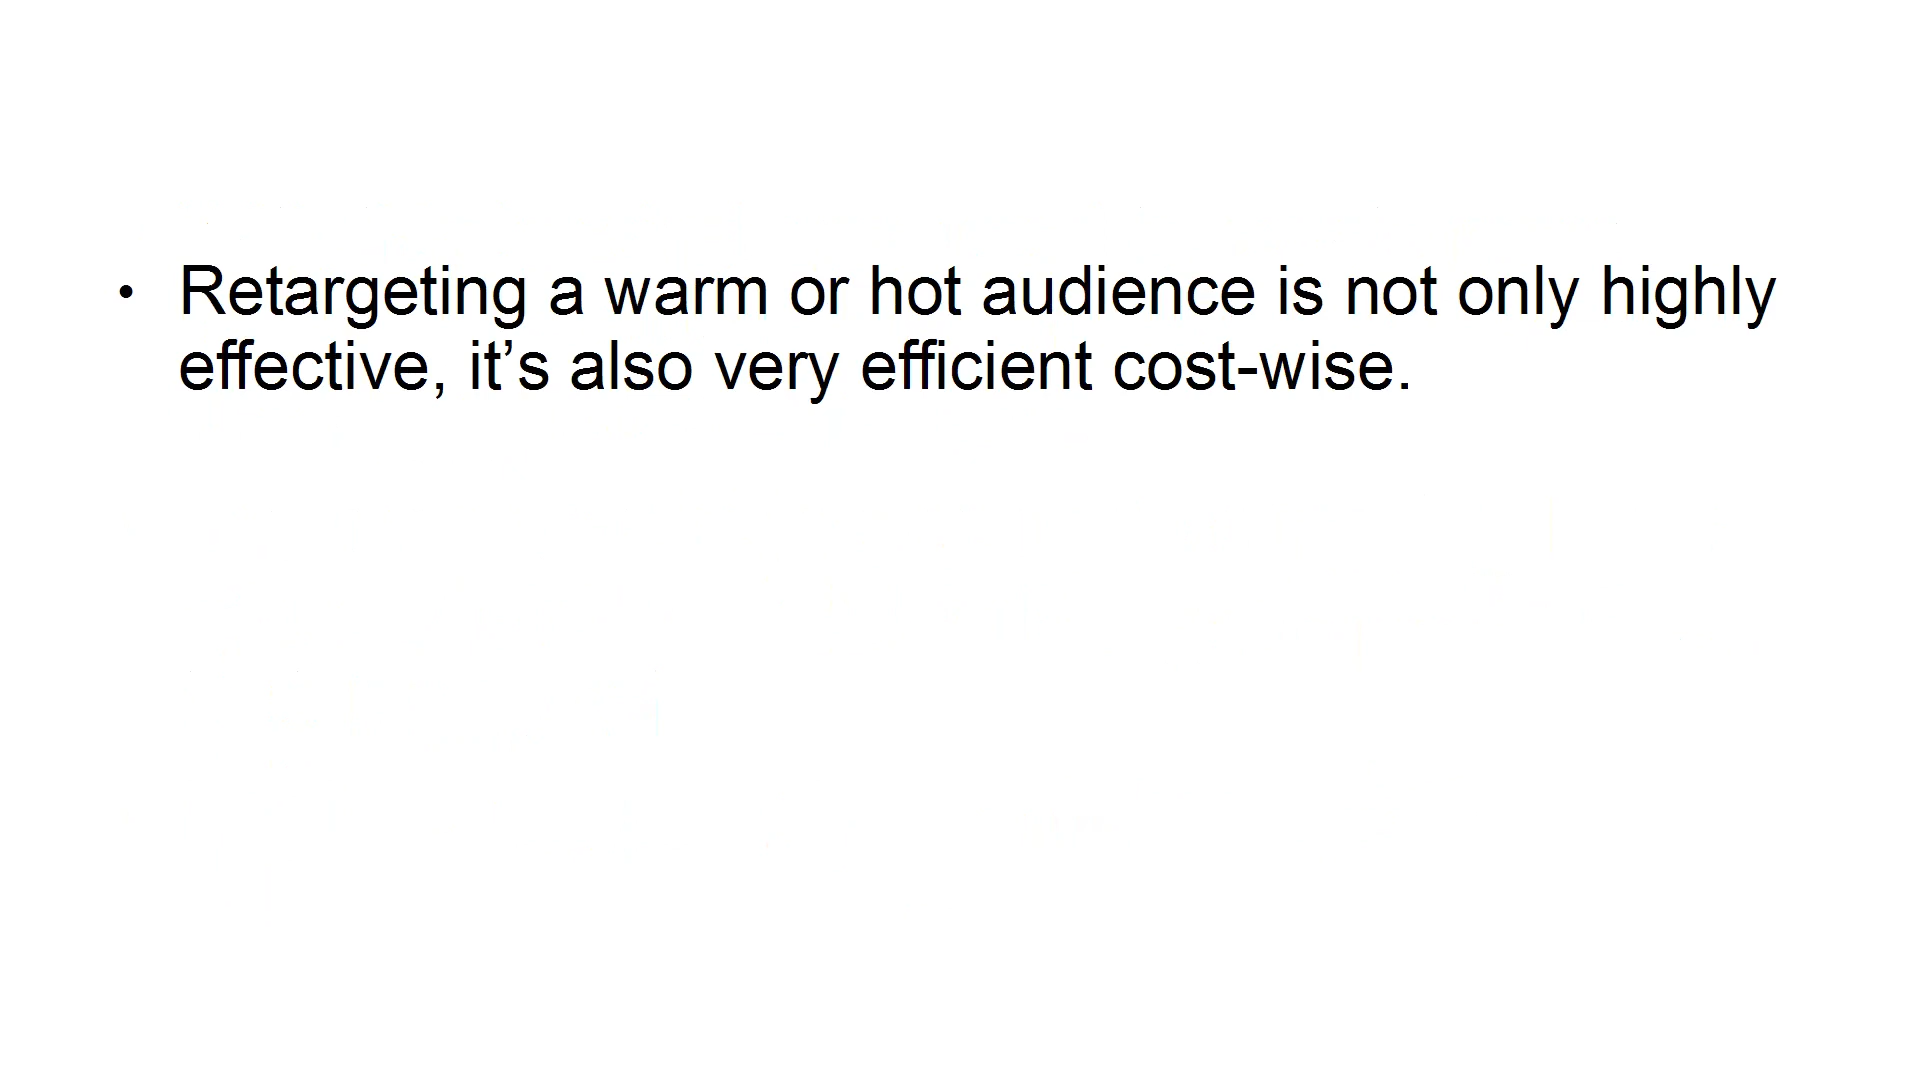 • Retargeting a warm or hot audience is not only highly
effective, it’s also very efficient cost-wise.